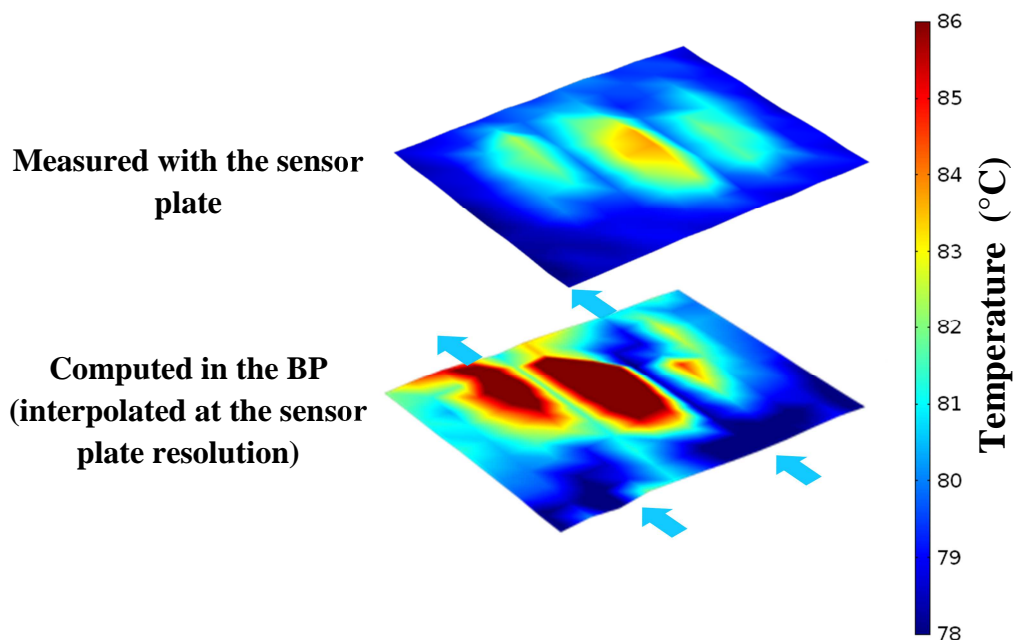 Measured with the sensor
plate
Computed in the BP
(interpolated at the sensor
plate resolution)
86
85
84
83
82
81
80
79
78
Temperature (°C)